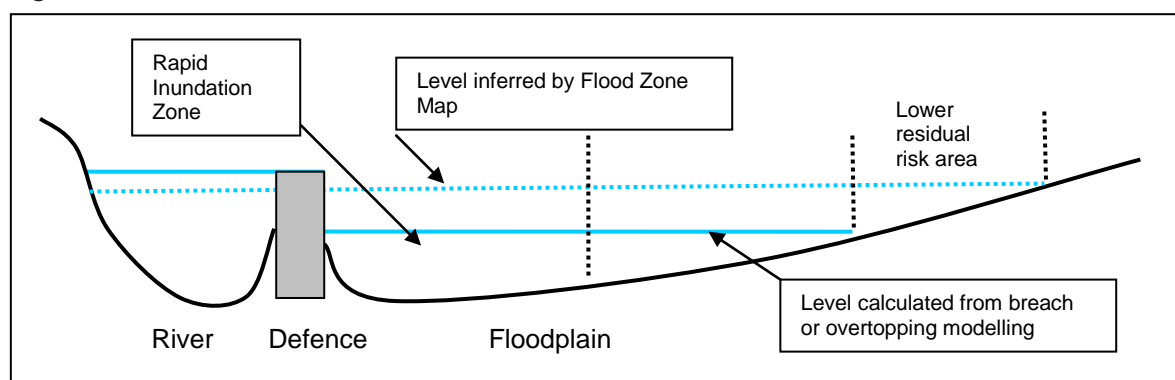 Rapid
Inundation
Zone
Level inferred by Flood Zone
Map
Lower
residual
risk area
Level calculated from breach
or overtopping modelling
River
Defence
Floodplain